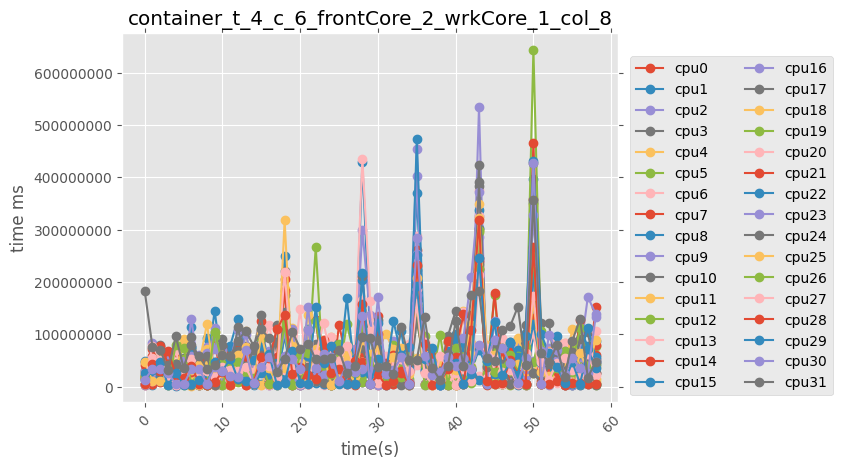 container_t_4_c_6_frontCore_2_wrkCore_1_col_8
time ms
600000000
500000000
400000000
300000000
200000000
100000000
0
0
10
20
30
40
50
60
time(s)
cpu0
cpu1
cpu2
cpu3
cpu4
cpu5
cpu6
cpu7
cpu8
cpu9
cpu10
cpu11
cpu12
cpu13
cpu14
cpu15
cpu16
cpu17
cpu18
cpu19
cpu20
cpu21
cpu22
cpu23
cpu24
cpu25
cpu26
cpu27
cpu28
cpu29
cpu30
cpu31